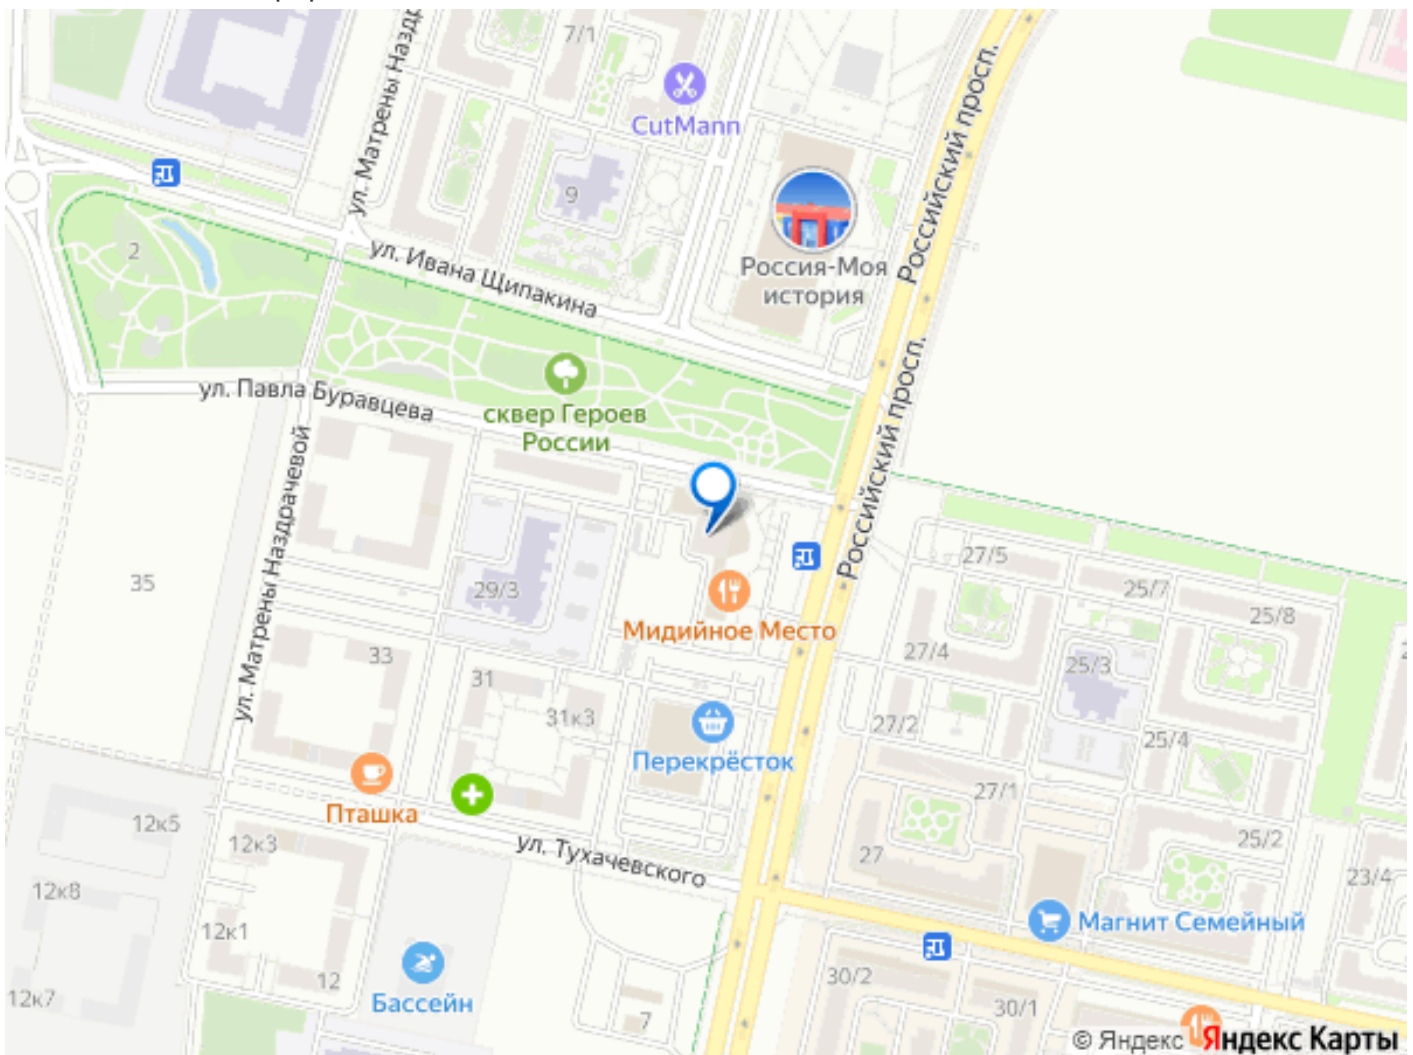 7/1
ул. Матрены Наздр
CutMann
Российский просп.
9
Россия-Моя
история
2
ул. Ивана Щипакина
ул. Павла Буравцева
сквер Героев
России
Российский просп.
ул. Матрены Наздрачевой
35
29/3
27/5
25/7
25/8
Мидийное Место
33
31
27/4
25/3
31к3
27/2
25/4
Перекрёсток
Пташка
27/1
12к5
12к3
ул. Тухачевского
27
25/2
12к8
23/4
12к1
Магнит Семейный
12
30/2
12к7
Бассейн
7
30/1
© Яндекс Яндекс Карты